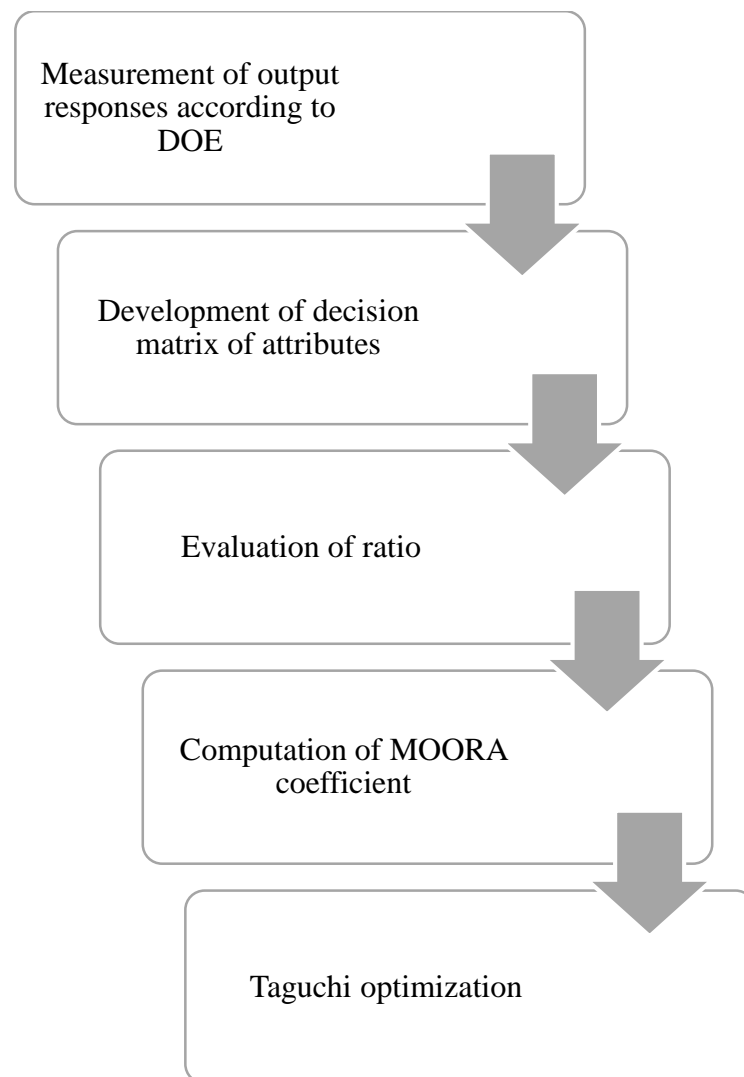 Measurement of output
responses according to
DOE
Development of decision
matrix of attributes
Evaluation of ratio
Computation of MOORA
coefficient
Taguchi optimization